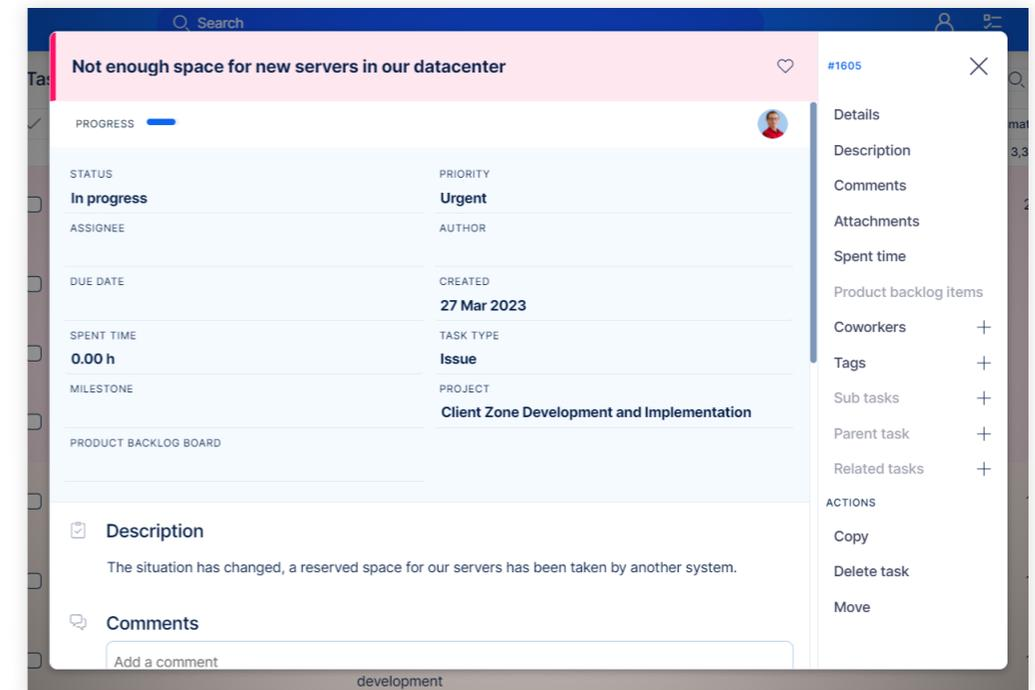 Search
Not enough space for new servers in our datacenter
#1605
PROGRESS
STATUS
In progress
PRIORITY
Urgent
ASSIGNEE
AUTHOR
DUE DATE
CREATED
27 Mar 2023
SPENT TIME
0.00 h
TASK TYPE
Issue
MILESTONE
PROJECT
Client Zone Development and Implementation
PRODUCT BACKLOG BOARD
Description
The situation has changed, a reserved space for our servers has been taken by another system.
Comments
Add a comment
Details
Description
Comments
Attachments
Spent time
Product backlog items
Coworkers
Tags
Sub tasks
Parent task
Related tasks
ACTIONS
Copy
Delete task
Move
development